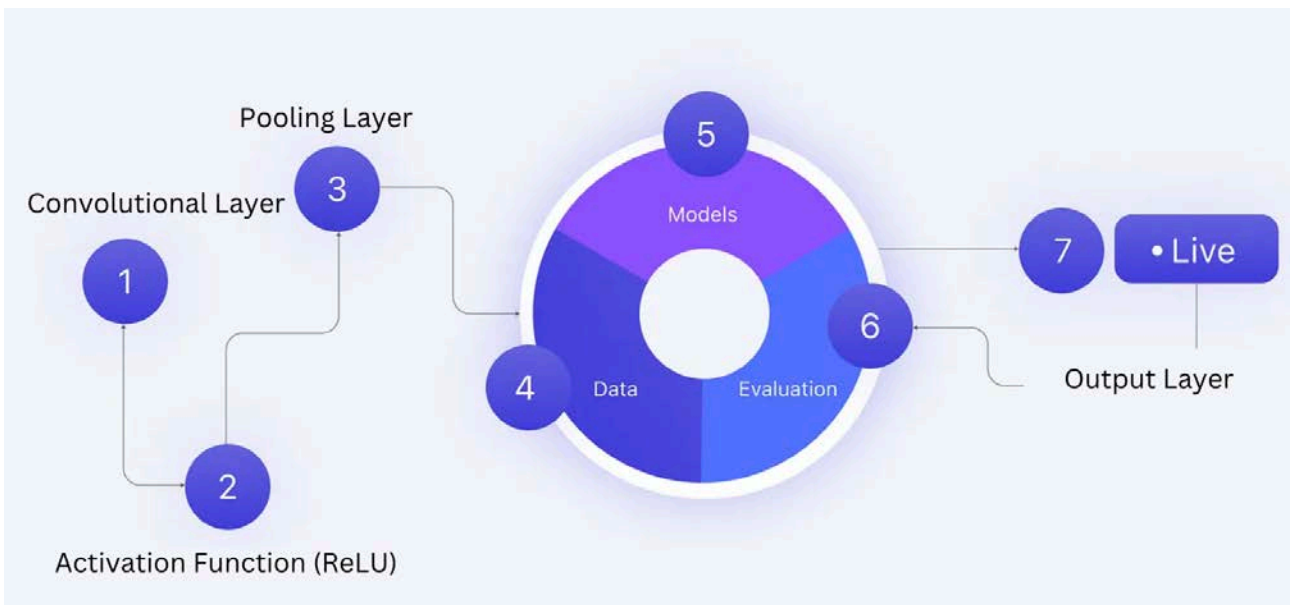 Pooling Layer
3
Convolutional Layer
1
2
Activation Function (ReLU)
5
Models
4
Data
6
Evaluation
7
• Live
Output Layer